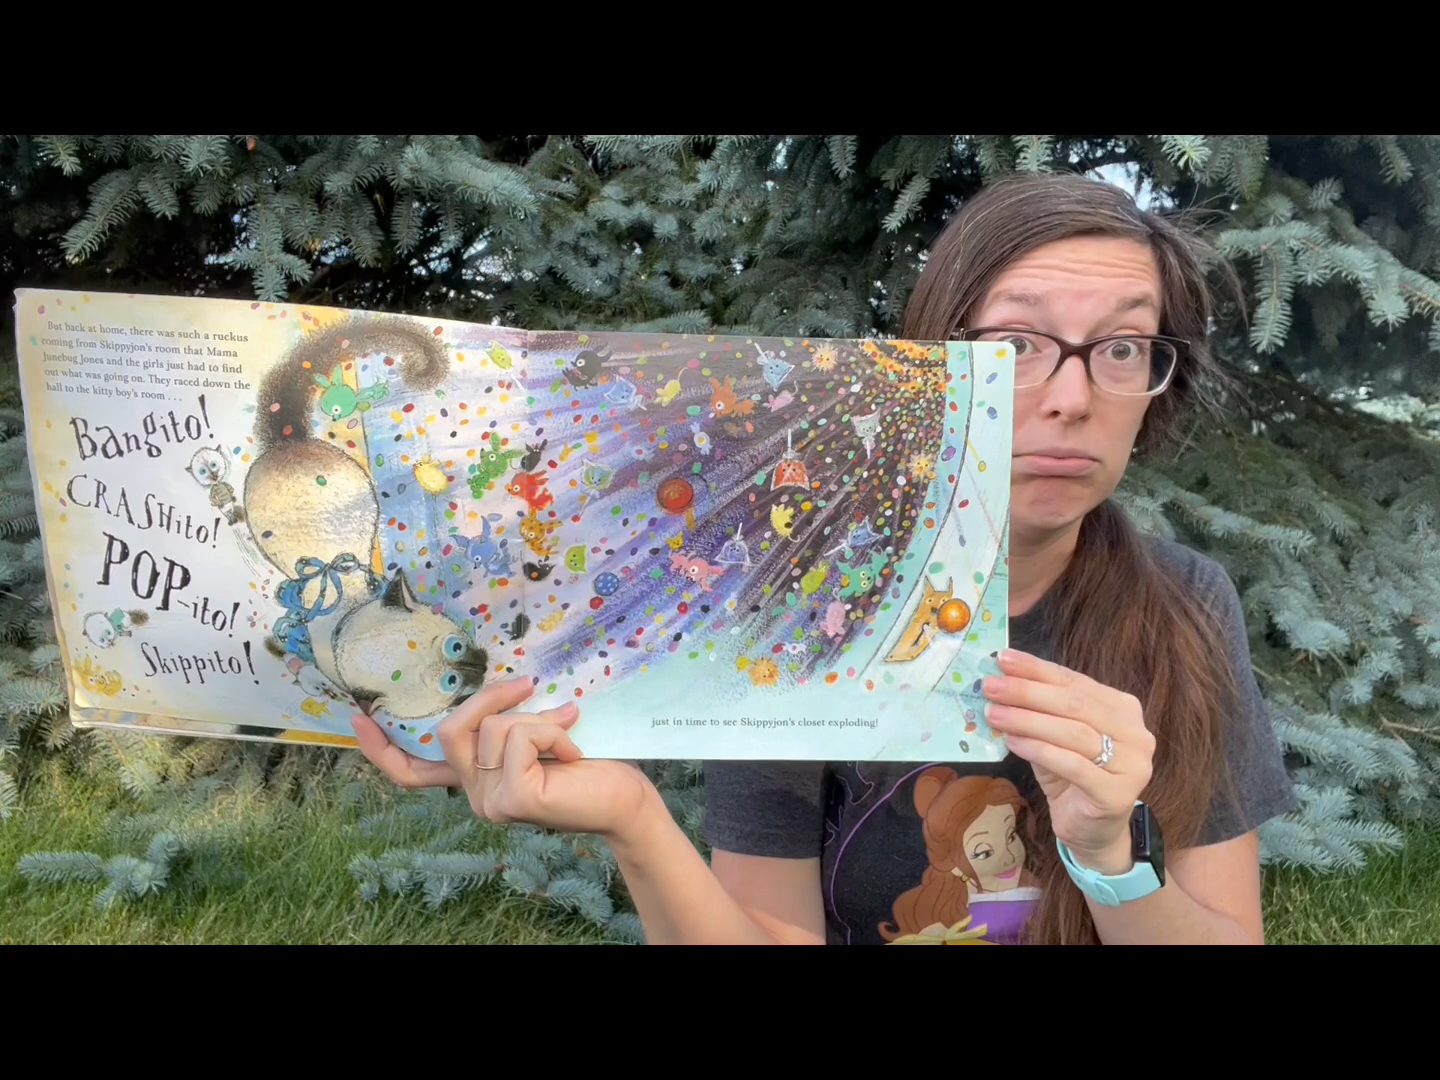 But back at home, there was such a ruckus
coming from Skippyjon's room that Mama
Junebug Jones and the girls just had to find
out what was going on. They raced down the
hall to the kitty boy's room . . .
Bangito!
CRASHito!
POP-ito!
Skippito!
just in time to see Skippyjon's closet exploding!